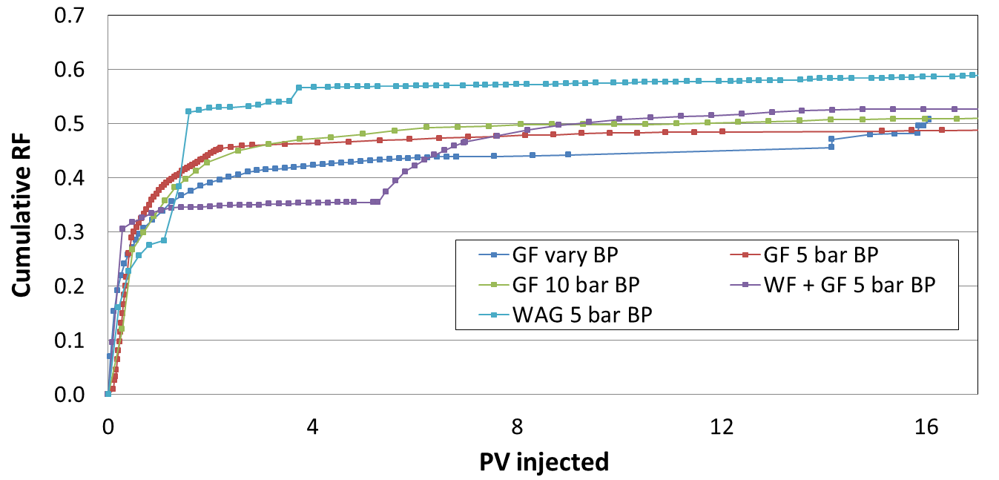 Cumulative RF
0.7
0.6
0.5
0.4
0.3
0.2
0.1
0.0
GF vary BP
GF 5 bar BP
GF 10 bar BP
WF + GF 5 bar BP
WAG 5 bar BP
0
4
8
12
16
PV injected